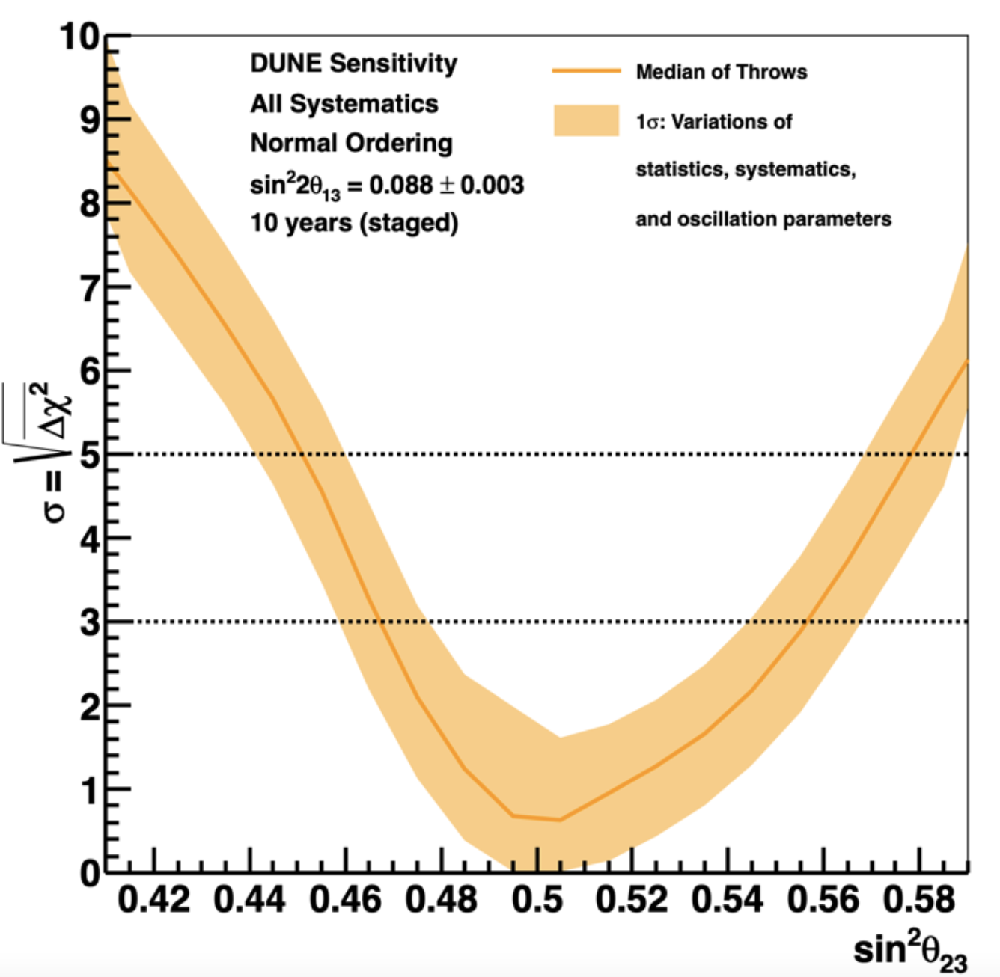 10
9
8
7
6
5
4
3
2
1
0
σ = √Δχ²
DUNE Sensitivity
All Systematics
Normal Ordering
sin²2θ₁₃ = 0.088 ± 0.003
10 years (staged)
Median of Throws
1σ: Variations of
statistics, systematics,
and oscillation parameters
0.42 0.44 0.46 0.48 0.5 0.52 0.54 0.56 0.58
sin²θ₂₃